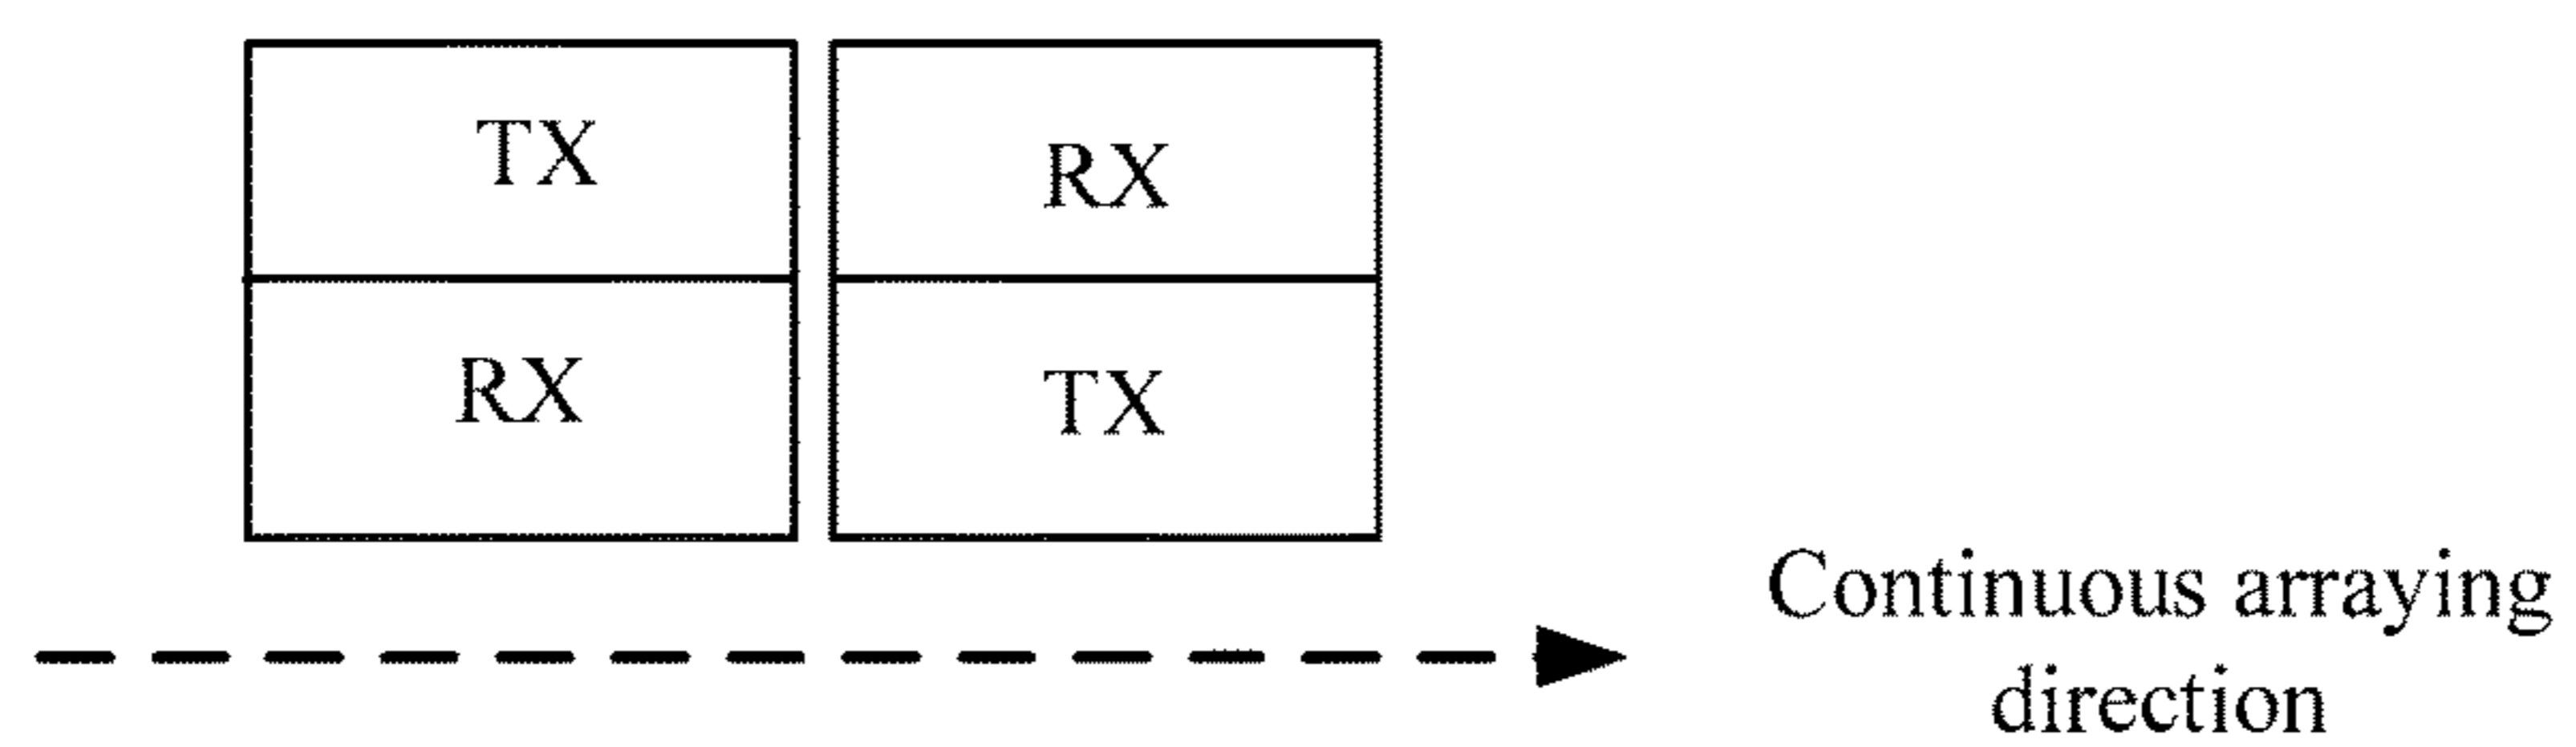 TX
RX
RX
TX
Continuous arraying
direction